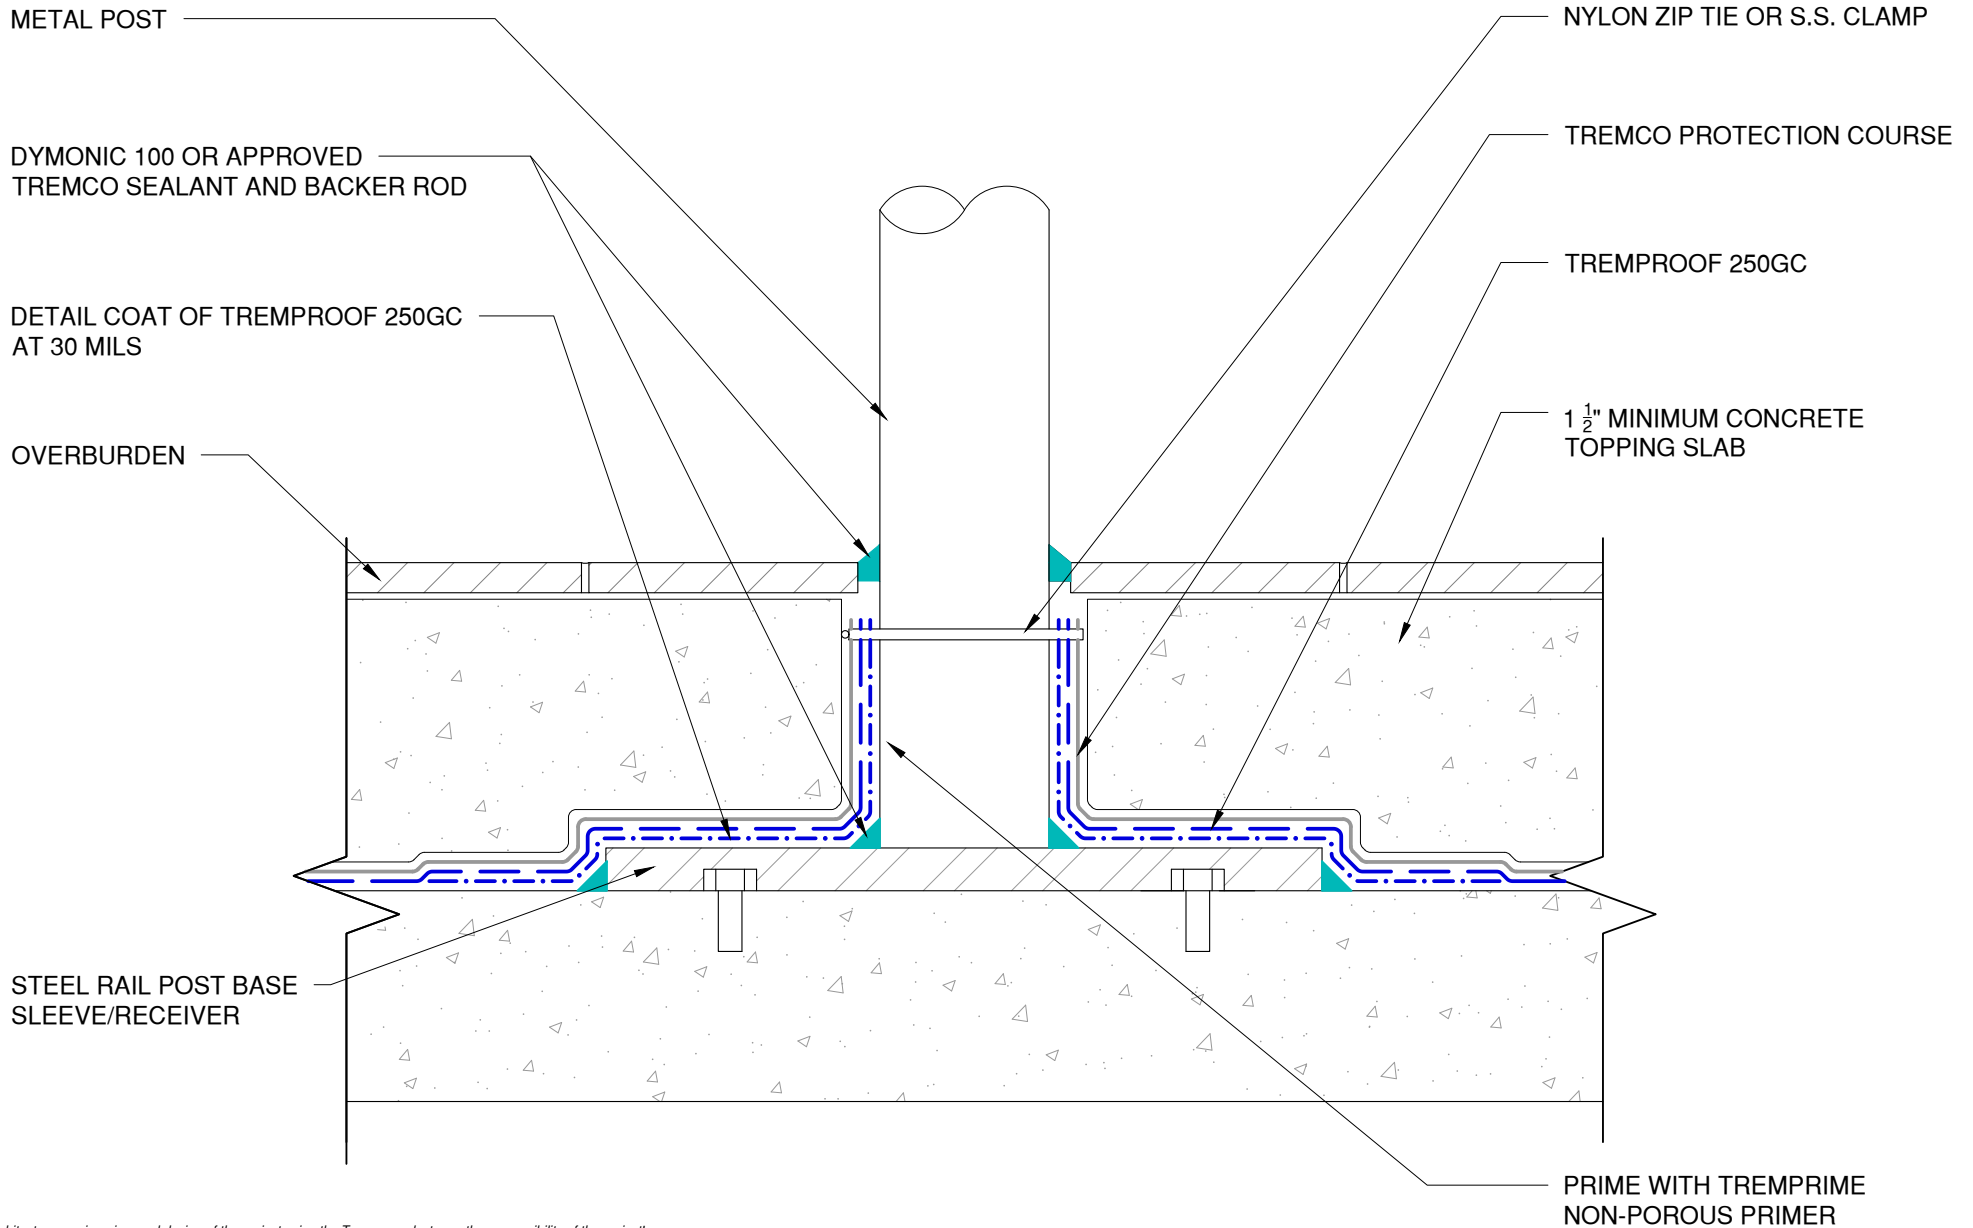 METAL POST
DYMONIC 100 OR APPROVED
TREMCO SEALANT AND BACKER ROD
DETAIL COAT OF TREMPROOF 250GC
AT 30 MILS
OVERBURDEN
STEEL RAIL POST BASE
SLEEVE/RECEIVER
NYLON ZIP TIE OR S.S. CLAMP
TREMCO PROTECTION COURSE
TREMPROOF 250GC
1 1/2" MINIMUM CONCRETE
TOPPING SLAB
PRIME WITH TREMPRIME
NON-POROUS PRIMER